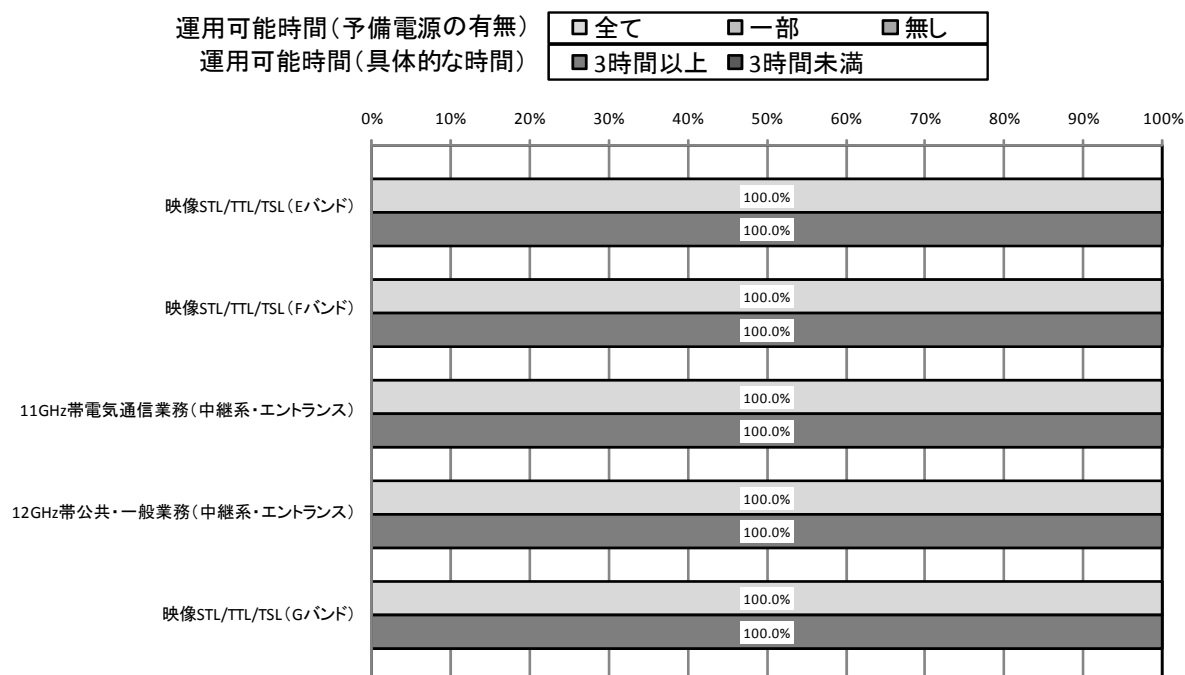 運用可能時間(予備電源の有無) 全て 一部 無し
運用可能時間(具体的な時間) 3時間以上 3時間未満
0% 10% 20% 30% 40% 50% 60% 70% 80% 90% 100%
100.0%
映像STL/TTL/TSL(Eバンド)
100.0%
100.0%
映像STL/TTL/TSL(Fバンド)
100.0%
100.0%
11GHz帯電気通信業務(中継系・エントランス)
100.0%
100.0%
12GHz帯公共・一般業務(中継系・エントランス)
100.0%
100.0%
映像STL/TTL/TSL(Gバンド)
100.0%